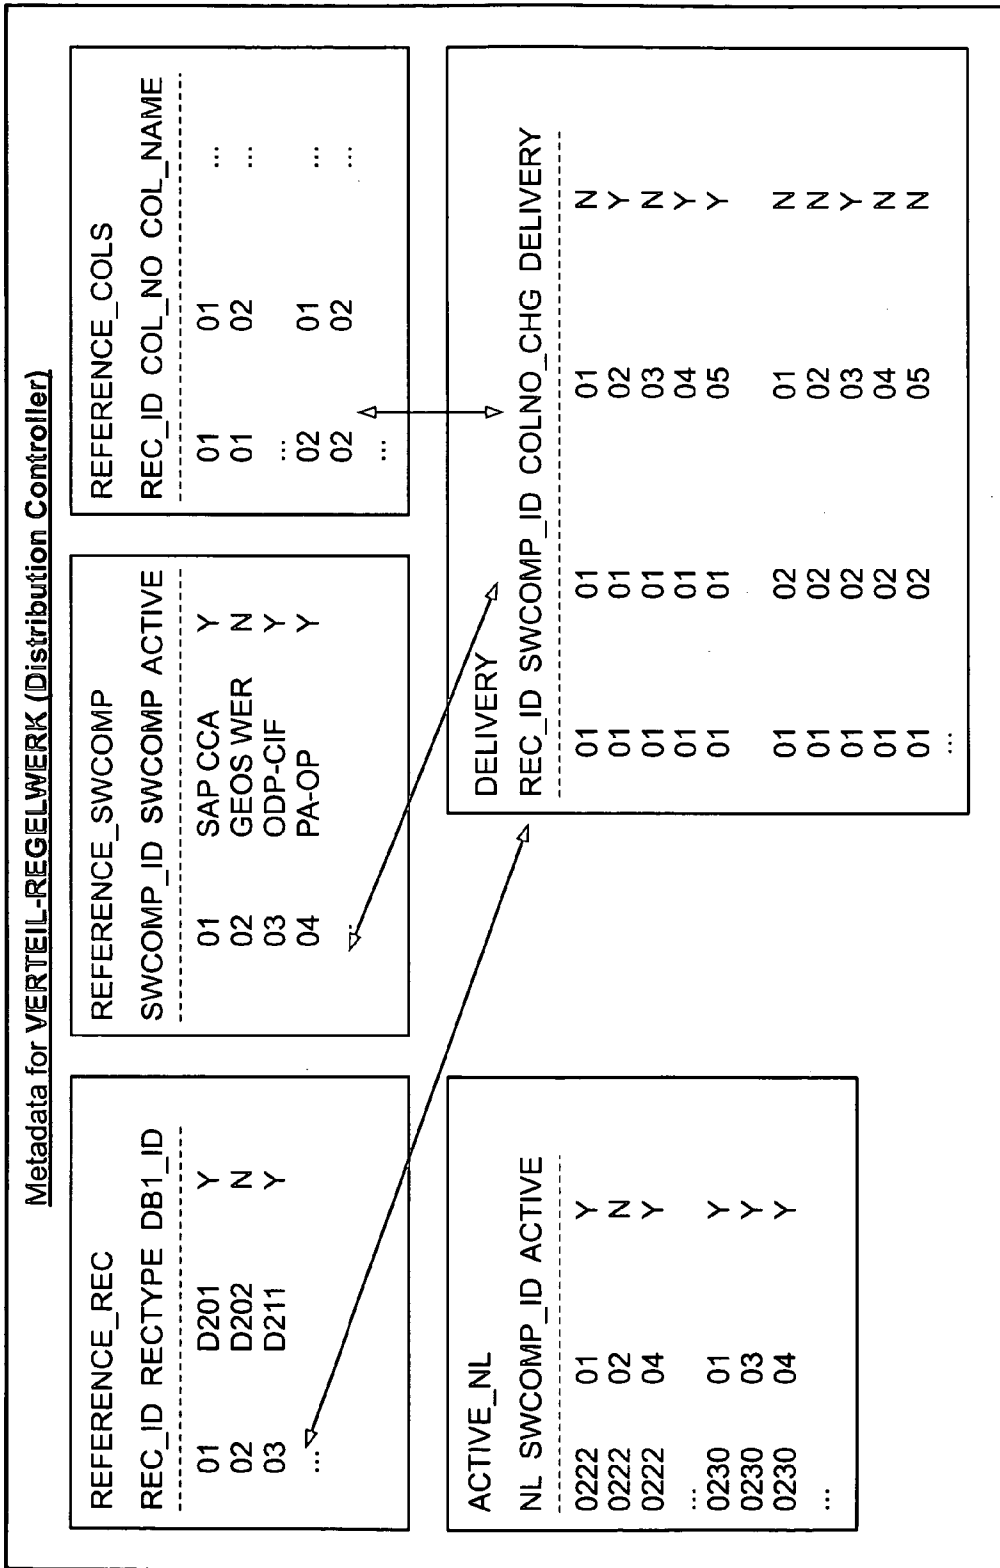 Metadata for VERTEIL-REGELWERK (Distribution Controller)
REFERENCE_REC
REC_ID RECTYPE DB1_ID
01 D201 Y
02 D202 N
03 D211 Y
...
REFERENCE_SWCOMP
SWCOMP_ID SWCOMP ACTIVE
01 SAP CCA Y
02 GEOS WER N
03 ODP-CIF Y
04 PA-OP Y
...
REFERENCE_COLS
REC_ID COL_NO COL_NAME
01 01 ...
01 02 ...
...
02 01 ...
02 02 ...
...
ACTIVE_NL
NL SWCOMP_ID ACTIVE
0222 01 Y
0222 02 N
0222 04 Y
...
0230 01 Y
0230 03 Y
0230 04 Y
...
DELIVERY
REC_ID SWCOMP_ID COLNO_CHG DELIVERY
01 01 01 N
01 01 02 Y
01 01 03 N
01 01 04 Y
01 01 05 Y
01 02 01 N
01 02 02 N
01 02 03 Y
01 02 04 N
01 02 05 N
...